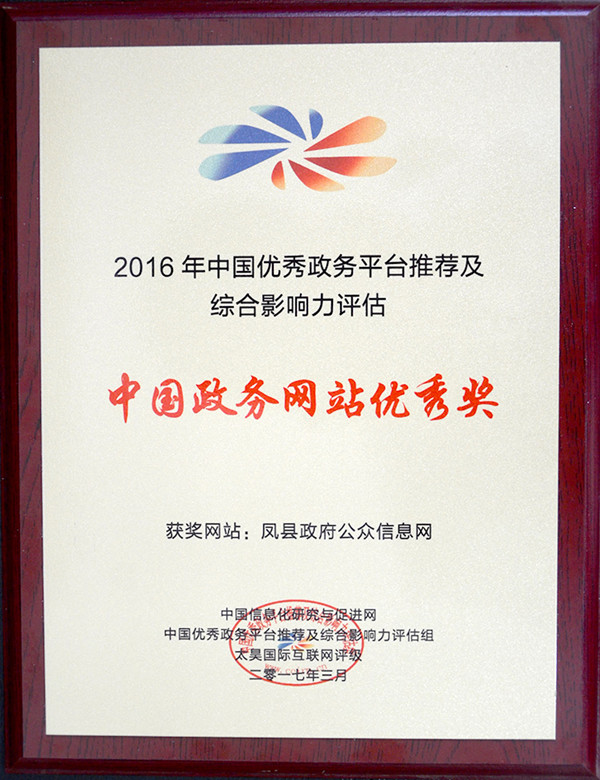 2016年中国优秀政务平台推荐及
综合影响力评估
中国政务网站优秀奖
获奖网站：凤县政府公众信息网
中国信息化研究与促进网
中国优秀政务平台推荐及综合影响力评估组
太昊国际互联网评级
二零一七年三月